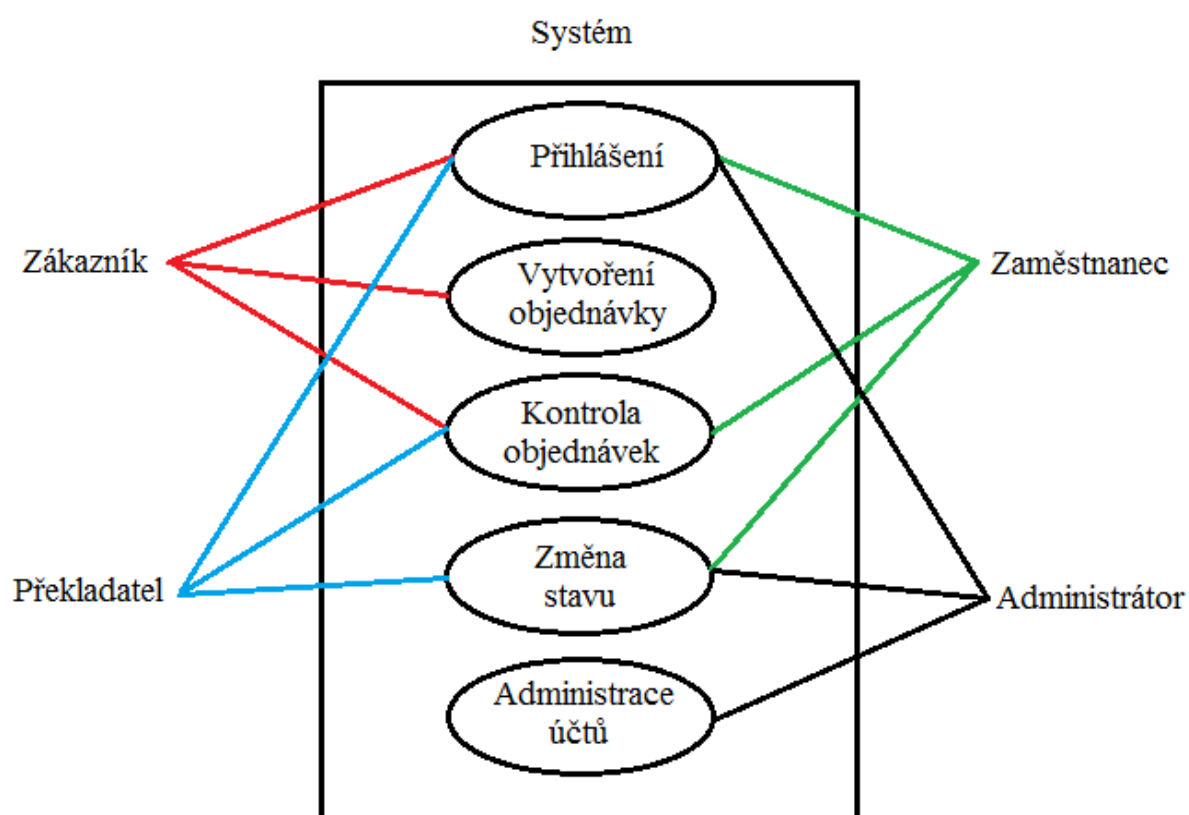 Systém
Přihlášení
Zákazník
Vytvoření
objednávky
Zaměstnanec
Kontrola
objednávek
Překladatel
Změna
stavu
Administrátor
Administrace
účtů